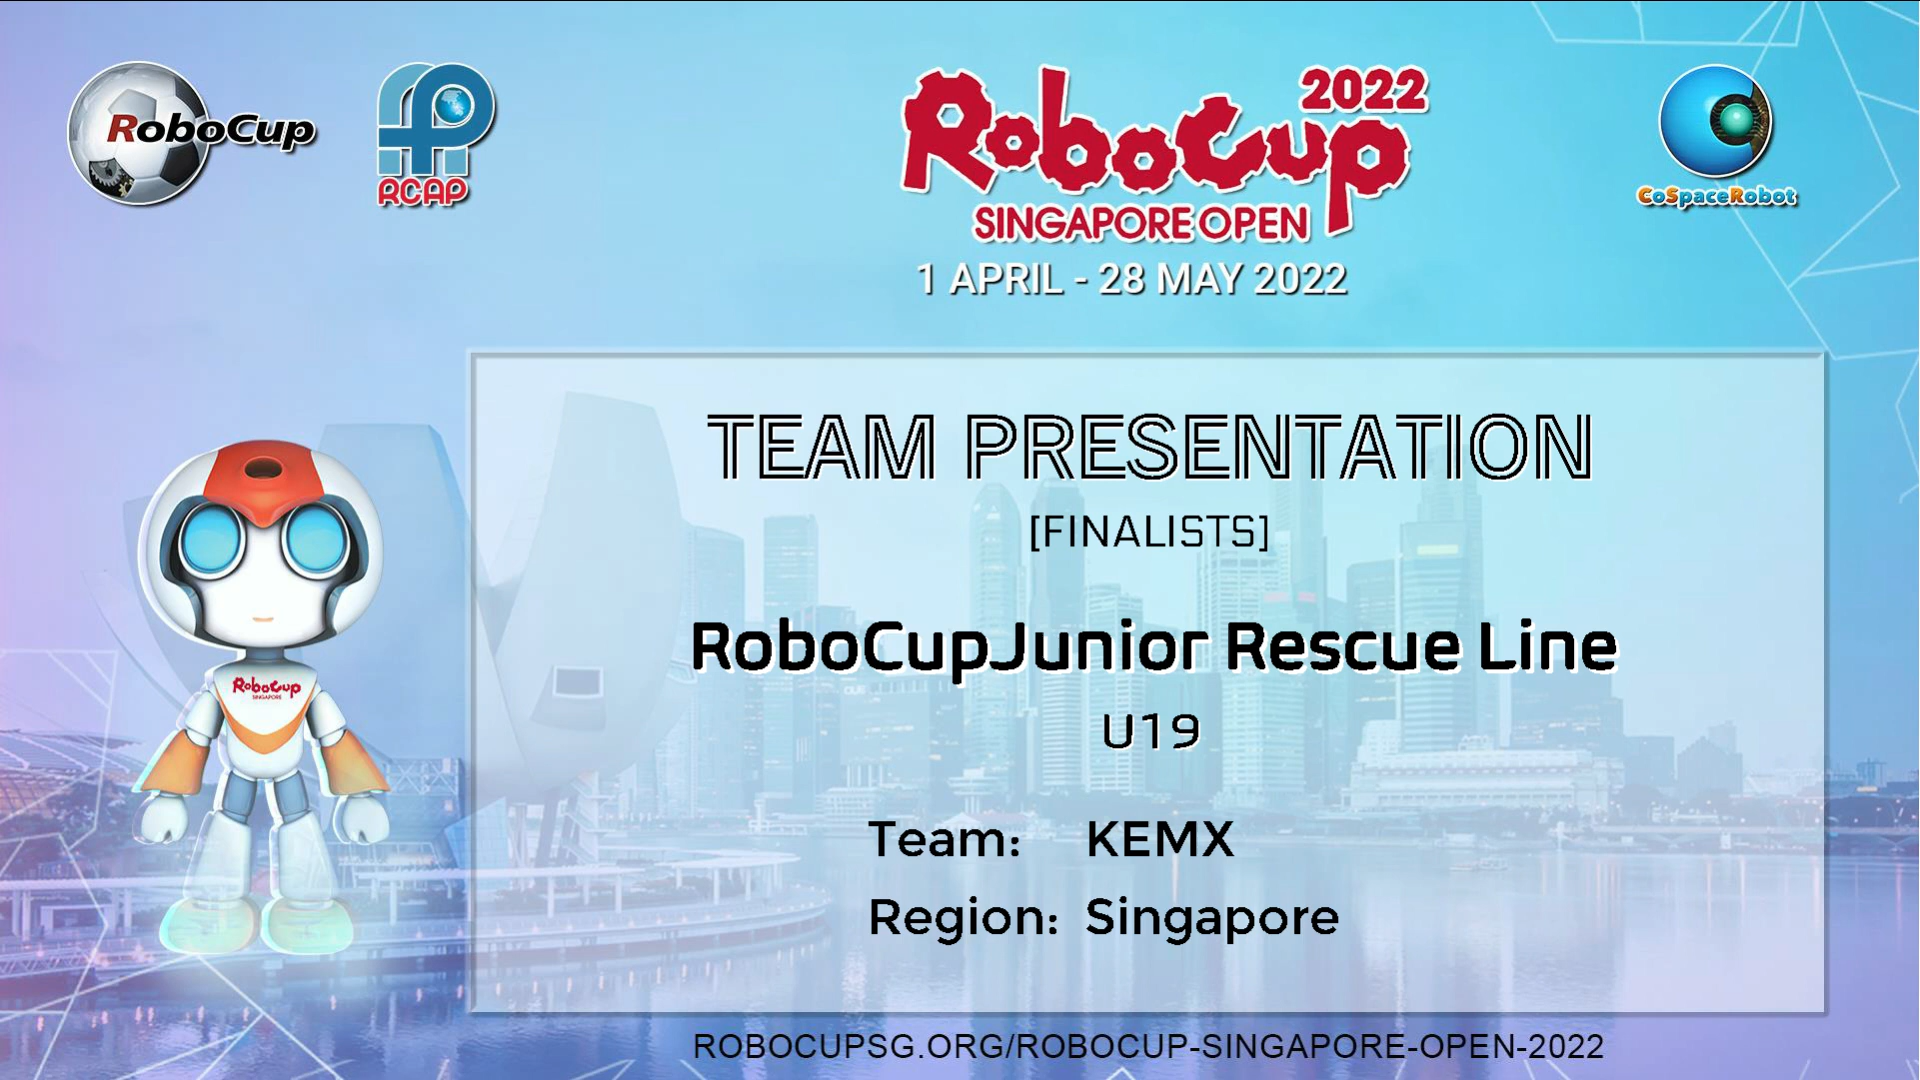 RoboCup
RCAP
RoboCup 2022
SINGAPORE OPEN
1 APRIL - 28 MAY 2022
CoSpaceRobot
TEAM PRESENTATION
[FINALISTS]
RoboCupJunior Rescue Line
U19
Team: KEMX
Region: Singapore
RoboCup
SINGAPORE
ROBOCUPSG.ORG/ROBOCUP-SINGAPORE-OPEN-2022